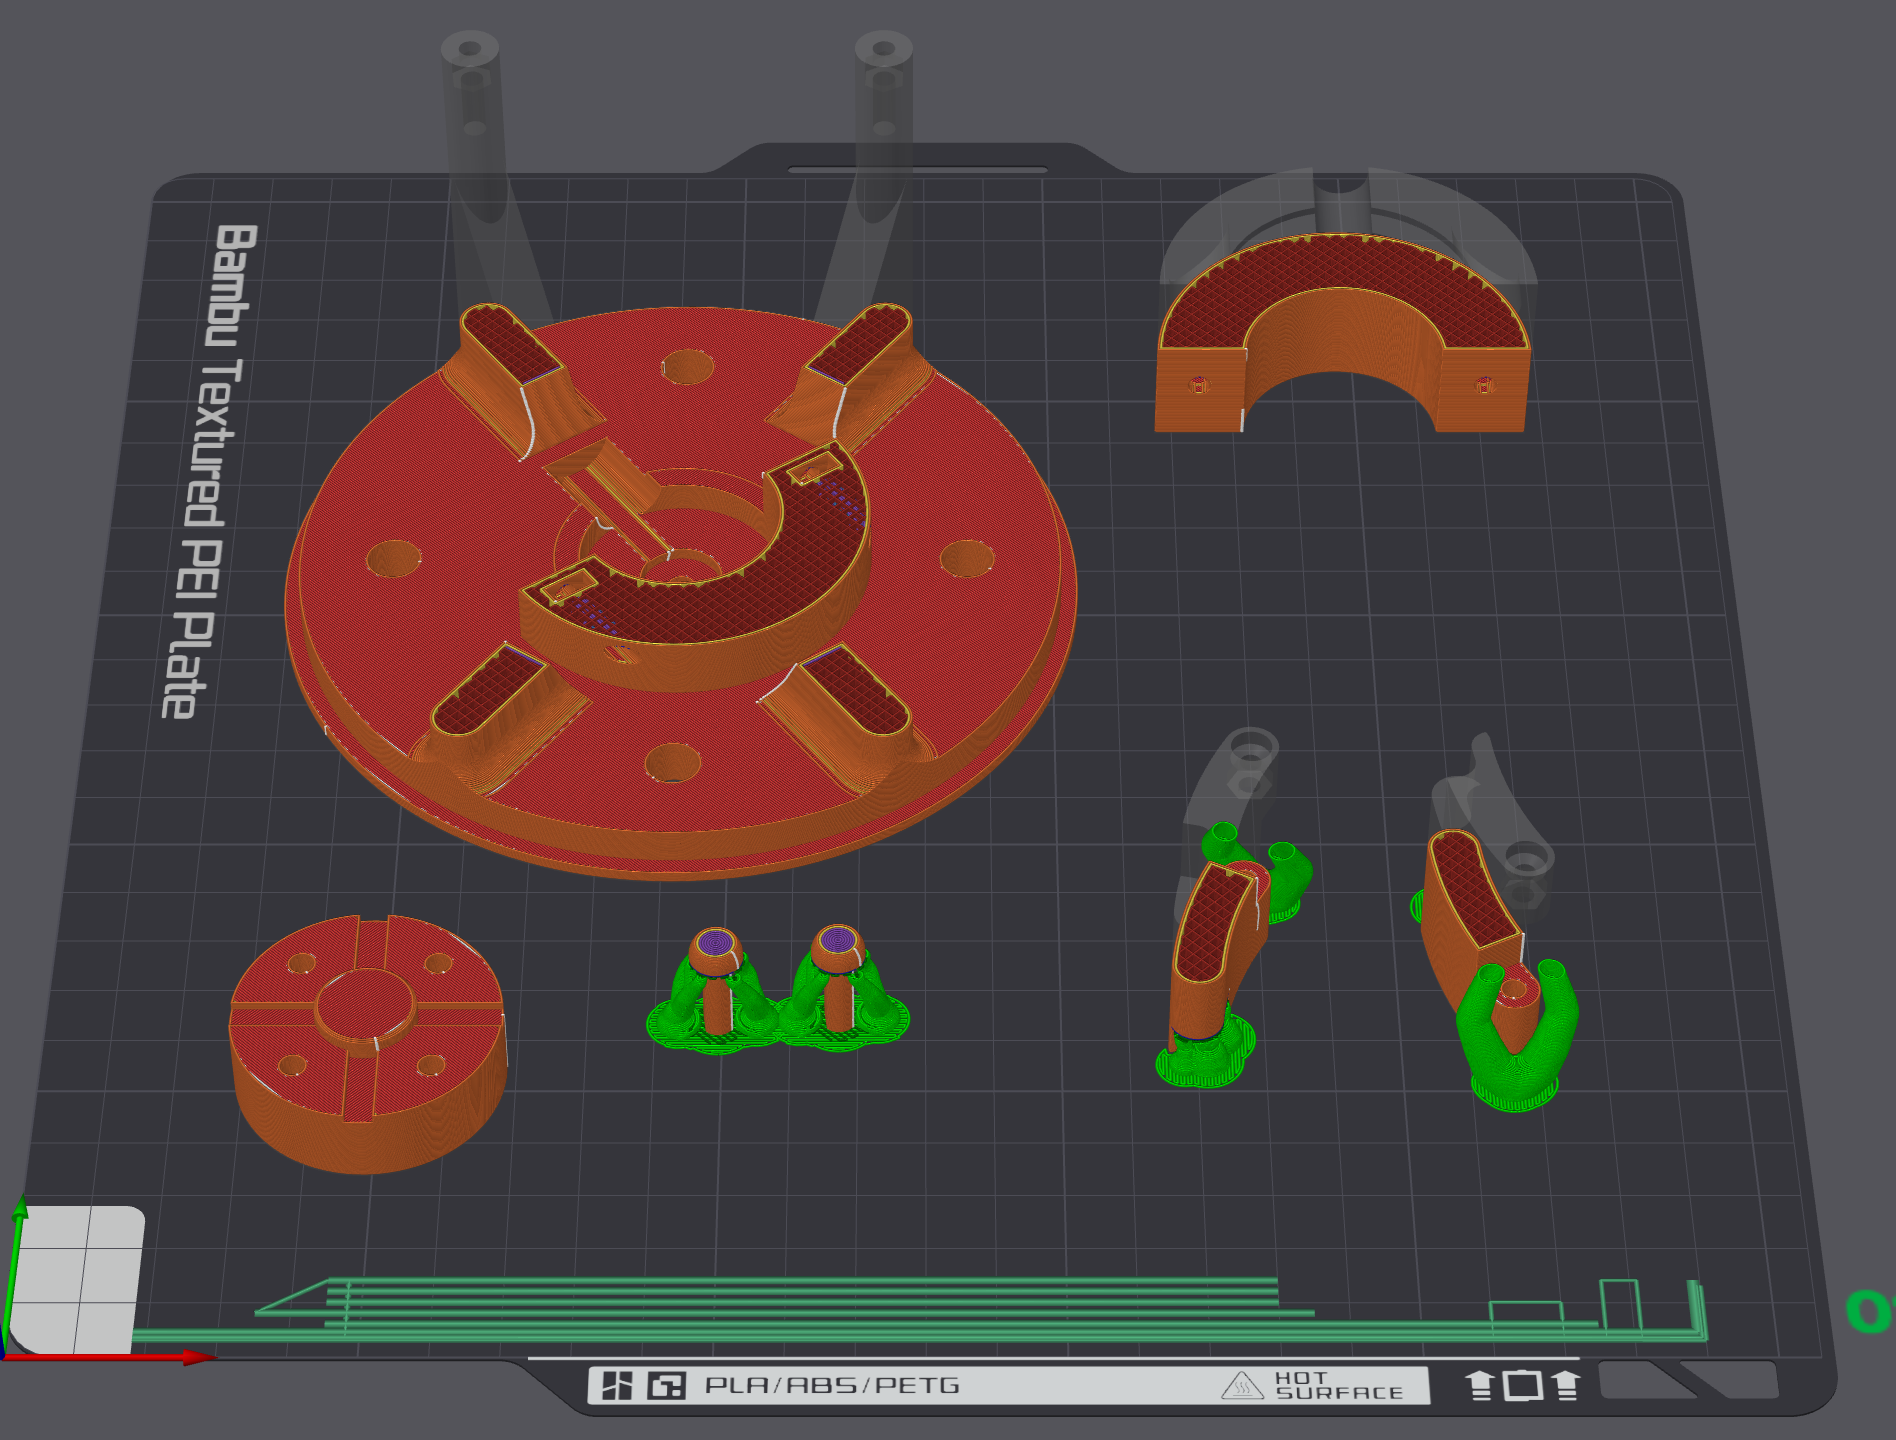 Bambu Textured PEI Plate
PLA/ABS/PETG
HOT
SURFACE